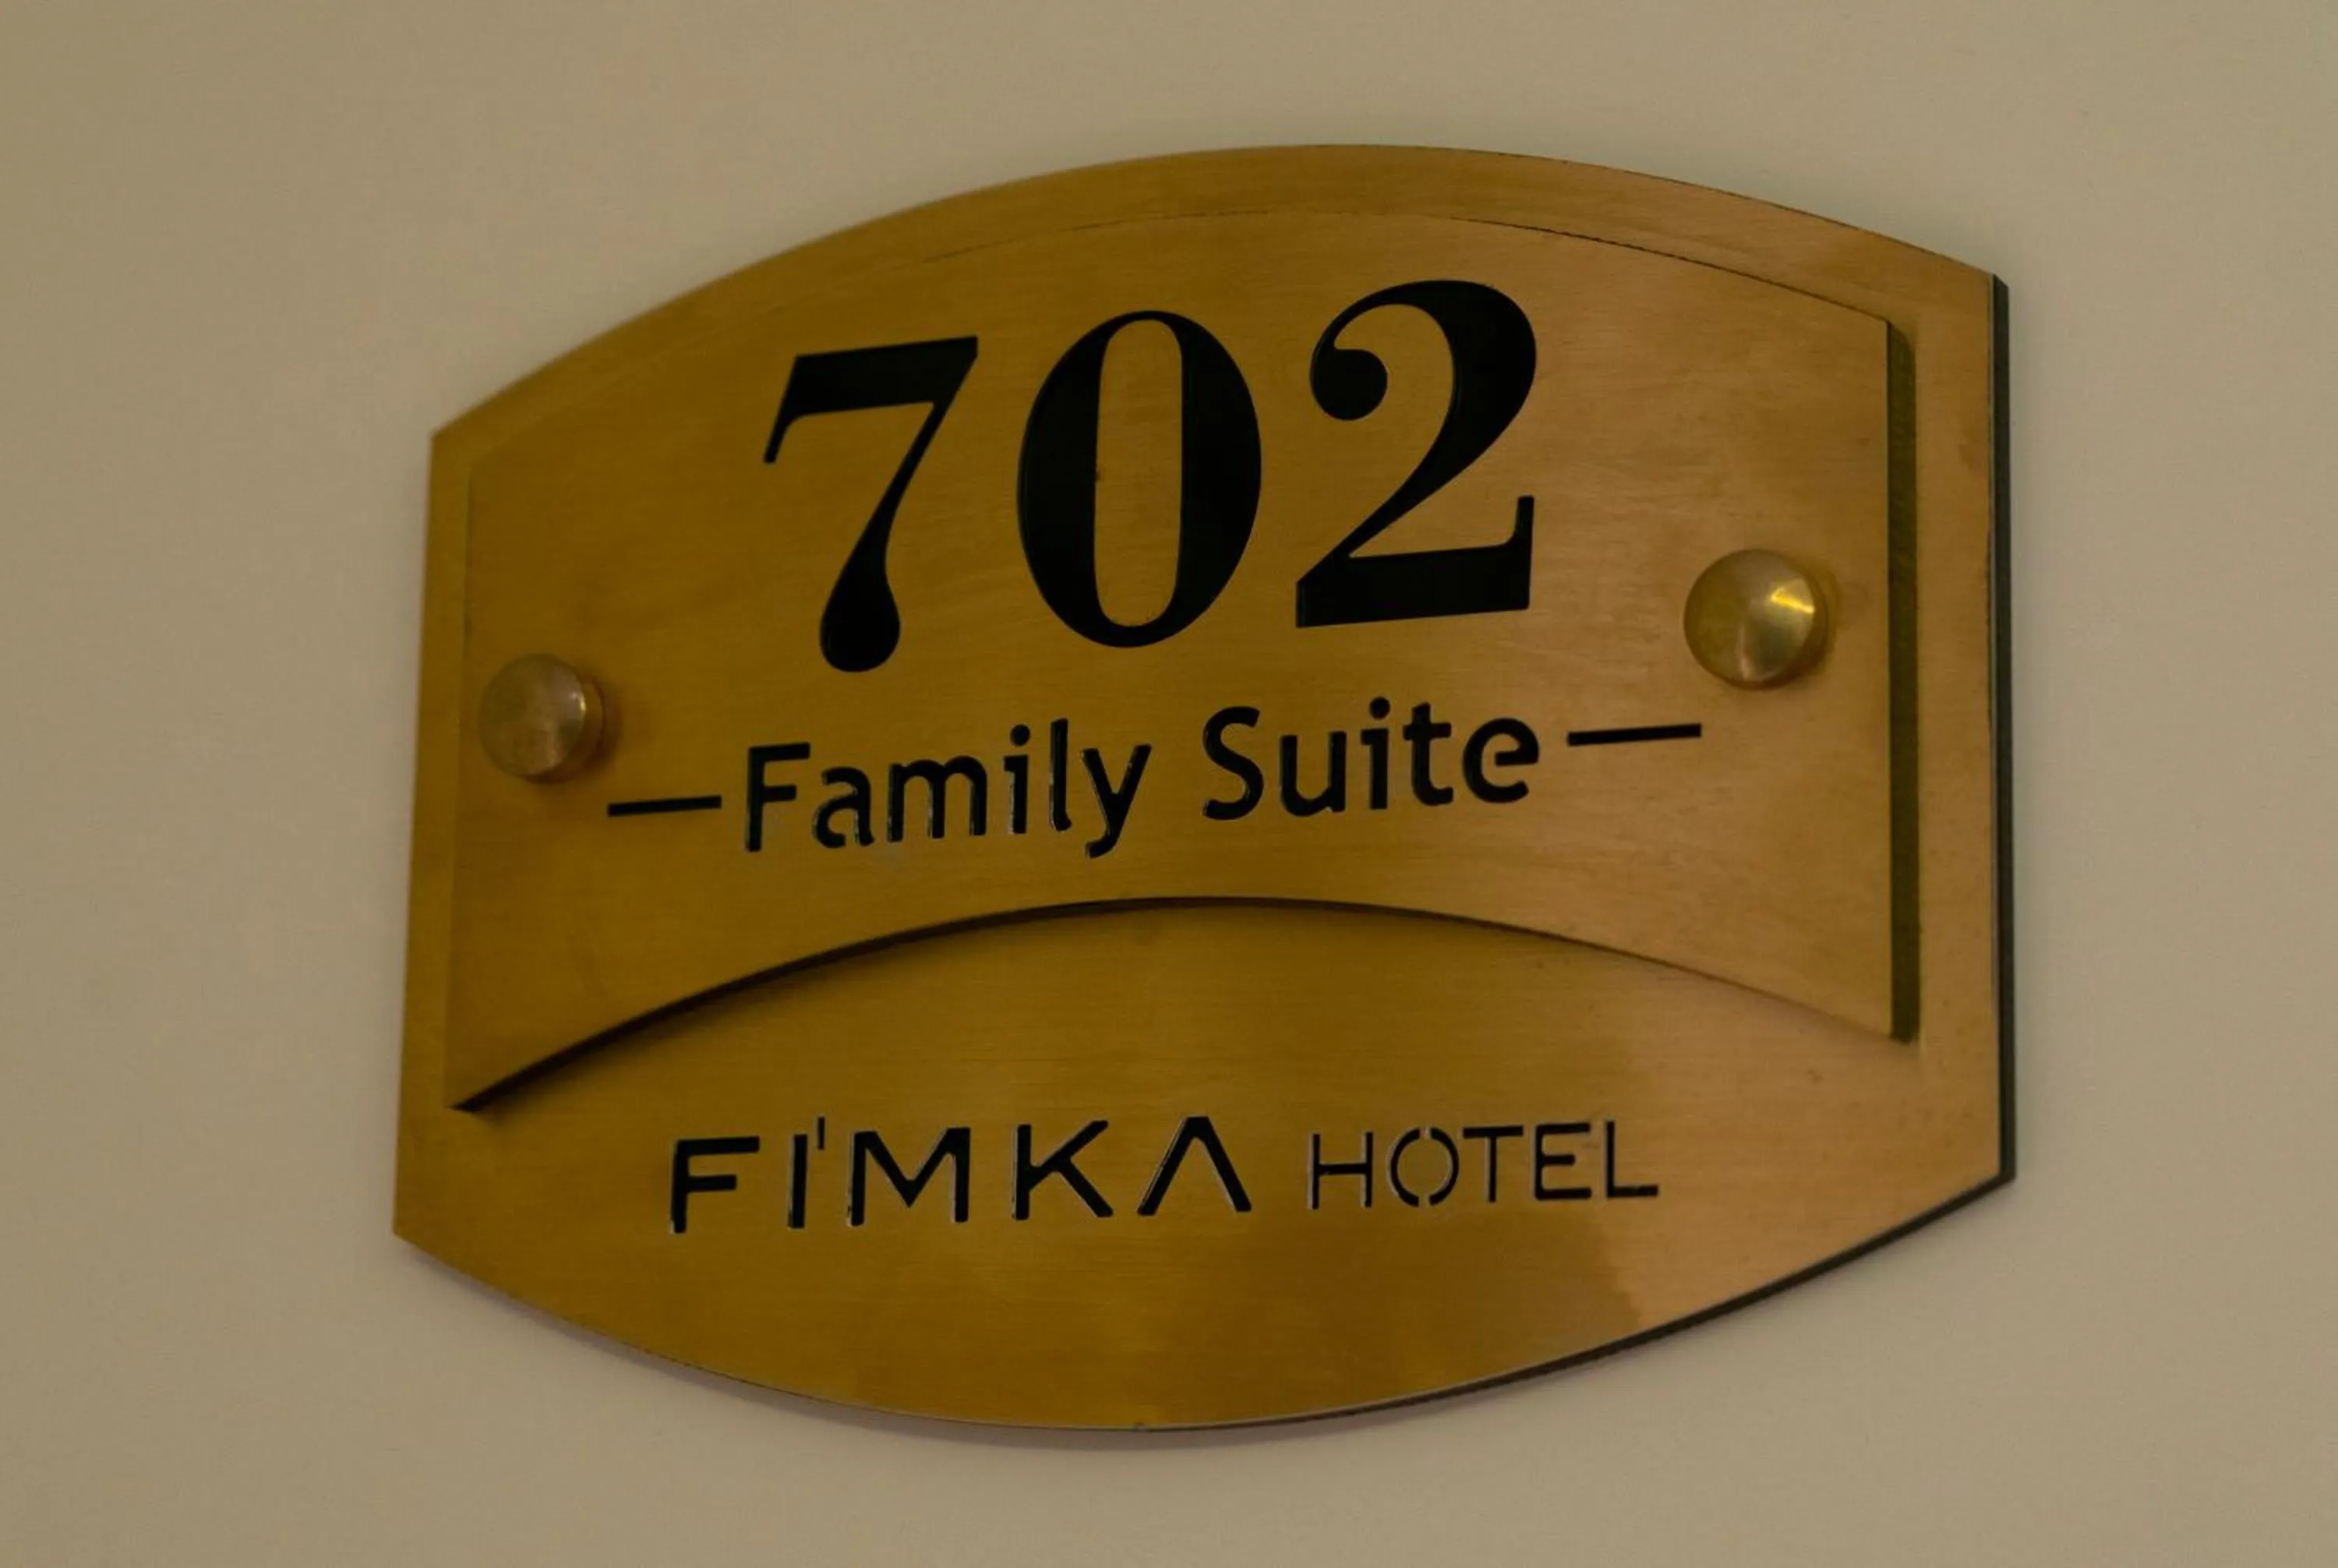 702
—Family Suite—
FI'MKA HOTEL